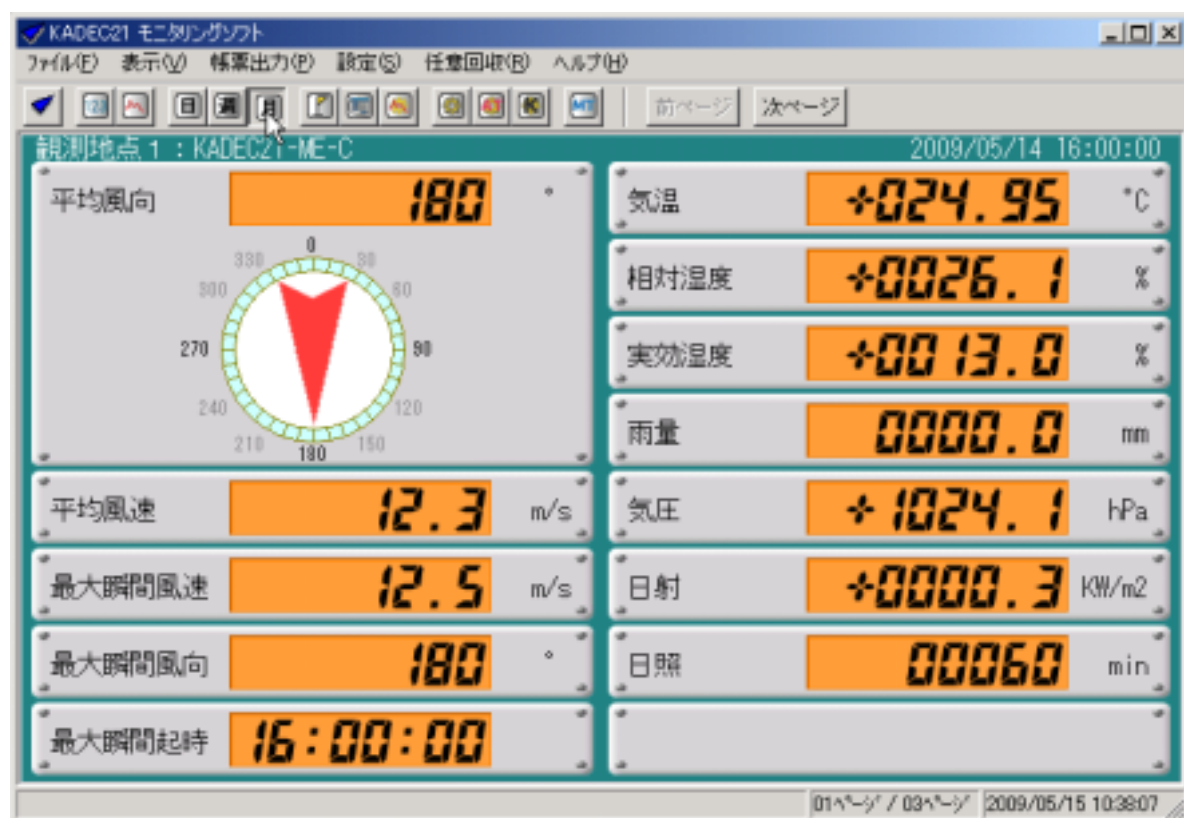 KADEC21 モニタリングソフト
ファイル(F) 表示(V) 帳票出力(P) 設定(S) 任意回収(R) ヘルプ(H)
123 日 週 月 K MT 前ページ 次ページ
観測地点 1 : KADEC21-ME-C 2009/05/14 16:00:00
平均風向 180 °
0
330 30
300 60
270 90
240 120
210 150
180
平均風速 12.3 m/s
最大瞬間風速 12.5 m/s
最大瞬間風向 180 °
最大瞬間起時 16:00:00
気温 +024.95 °C
相対湿度 +0026.1 %
実効湿度 +0013.0 %
雨量 0000.0 mm
気圧 +1024.1 hPa
日射 +0000.3 KW/m2
日照 00060 min
01ページ / 03ページ 2009/05/15 10:38:07